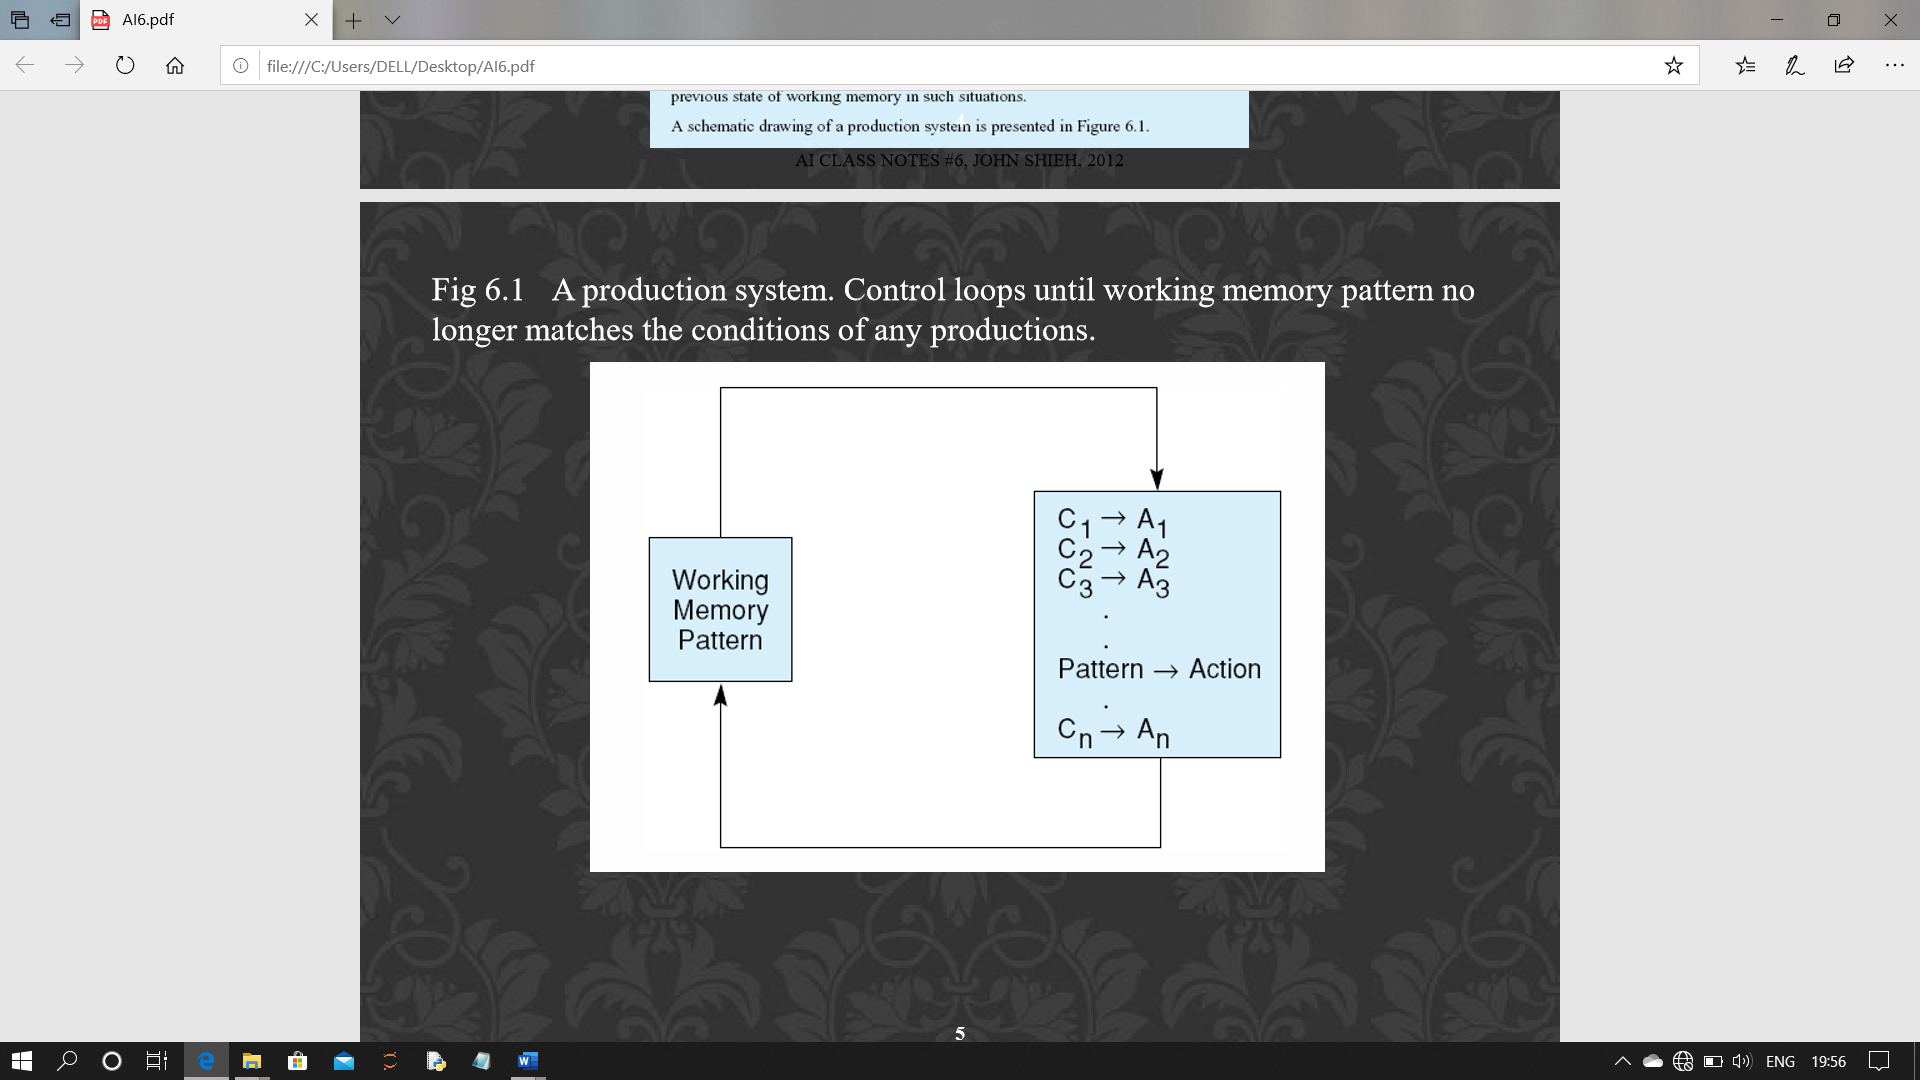 AI6.pdf
file:///C:/Users/DELL/Desktop/AI6.pdf
previous state of working memory in such situations.
A schematic drawing of a production system is presented in Figure 6.1.
4
AI CLASS NOTES #6, JOHN SHIEH, 2012
Fig 6.1 A production system. Control loops until working memory pattern no
longer matches the conditions of any productions.
Working
Memory
Pattern
C1 → A1
C2 → A2
C3 → A3
.
.
Pattern → Action
.
Cn → An
5
ENG 19:56